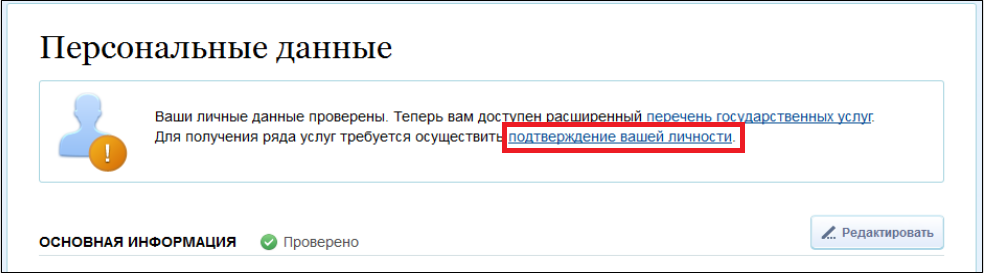 Персональные данные
Ваши личные данные проверены. Теперь вам доступен расширенный перечень государственных услуг.
Для получения ряда услуг требуется осуществить подтверждение вашей личности.
ОСНОВНАЯ ИНФОРМАЦИЯ Проверено Редактировать